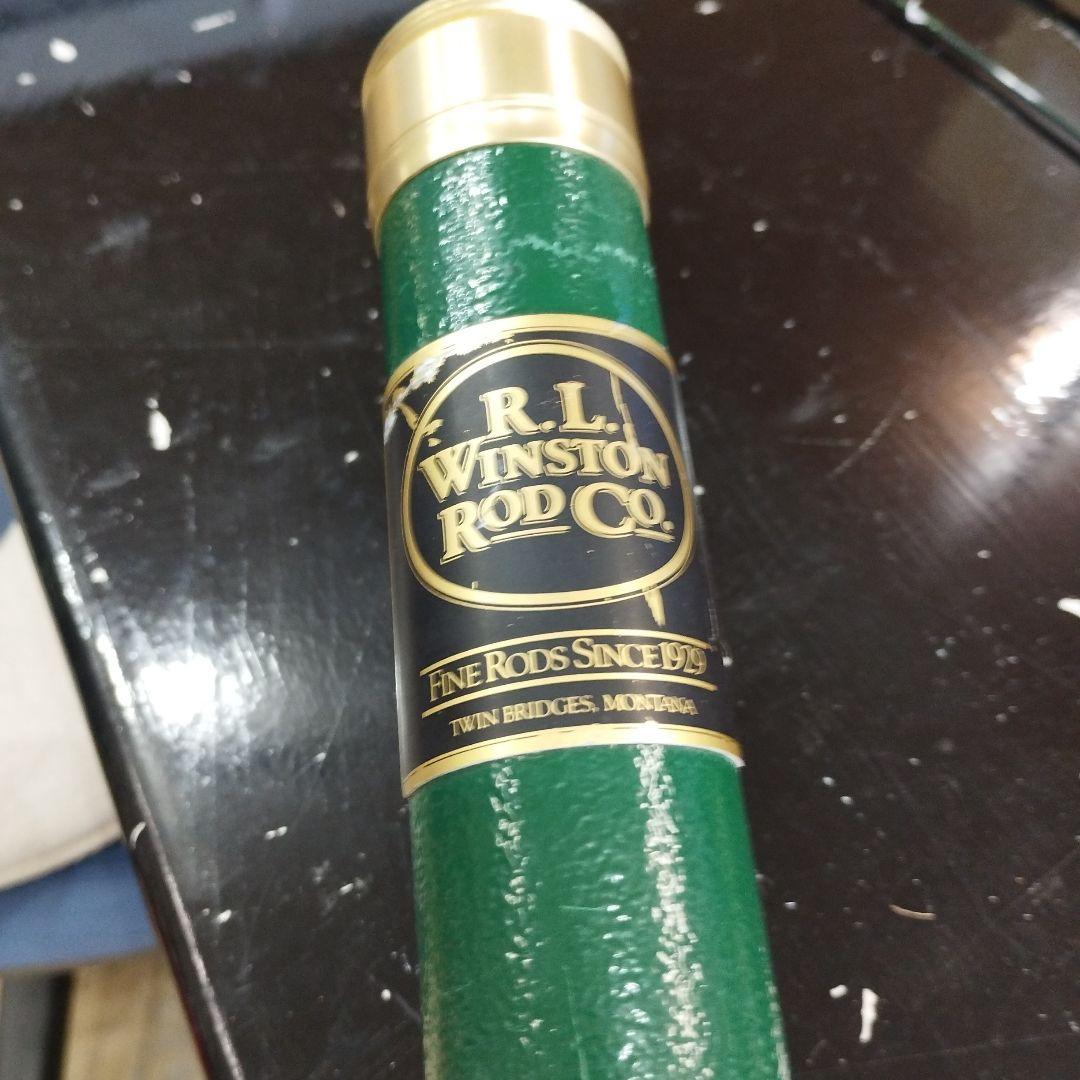 R.L.
WINSTON
ROD CO.
FINE RODS SINCE 1929
TWIN BRIDGES, MONTANA